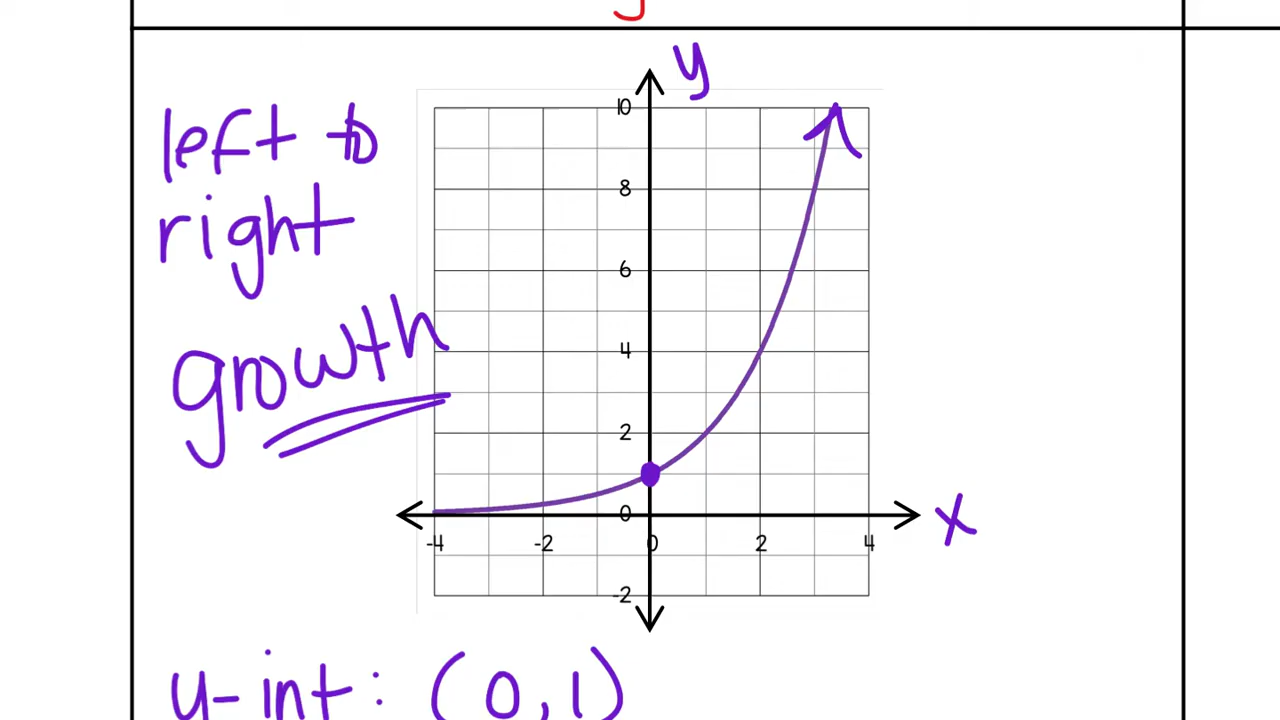 y
left to
right
growth
10
8
6
4
2
0
-4 -2 0 2 4
x
-2
y-int: (0,1)